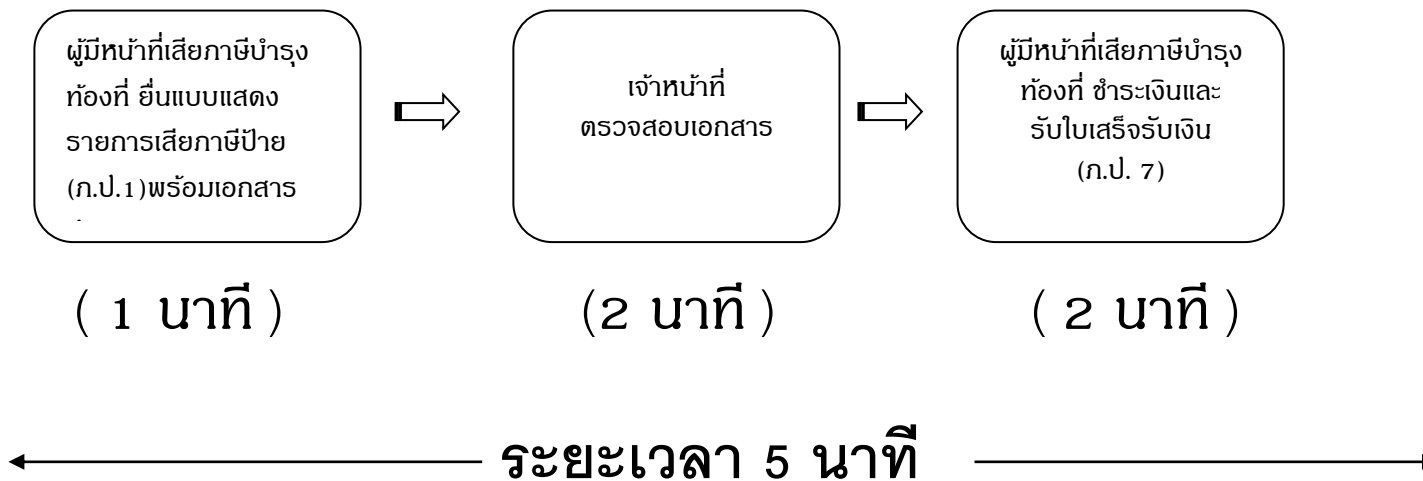 ผู้มีหน้าที่เสียภาษีบำรุง
ท้องที่ ยื่นแบบแสดง
รายการเสียภาษีป้าย
(ภ.ป.1)พร้อมเอกสาร
เจ้าหน้าที่
ตรวจสอบเอกสาร
ผู้มีหน้าที่เสียภาษีบำรุง
ท้องที่ ชำระเงินและ
รับใบเสร็จรับเงิน
(ภ.ป. 7)
( 1 นาที )
(2 นาที )
( 2 นาที )
ระยะเวลา 5 นาที